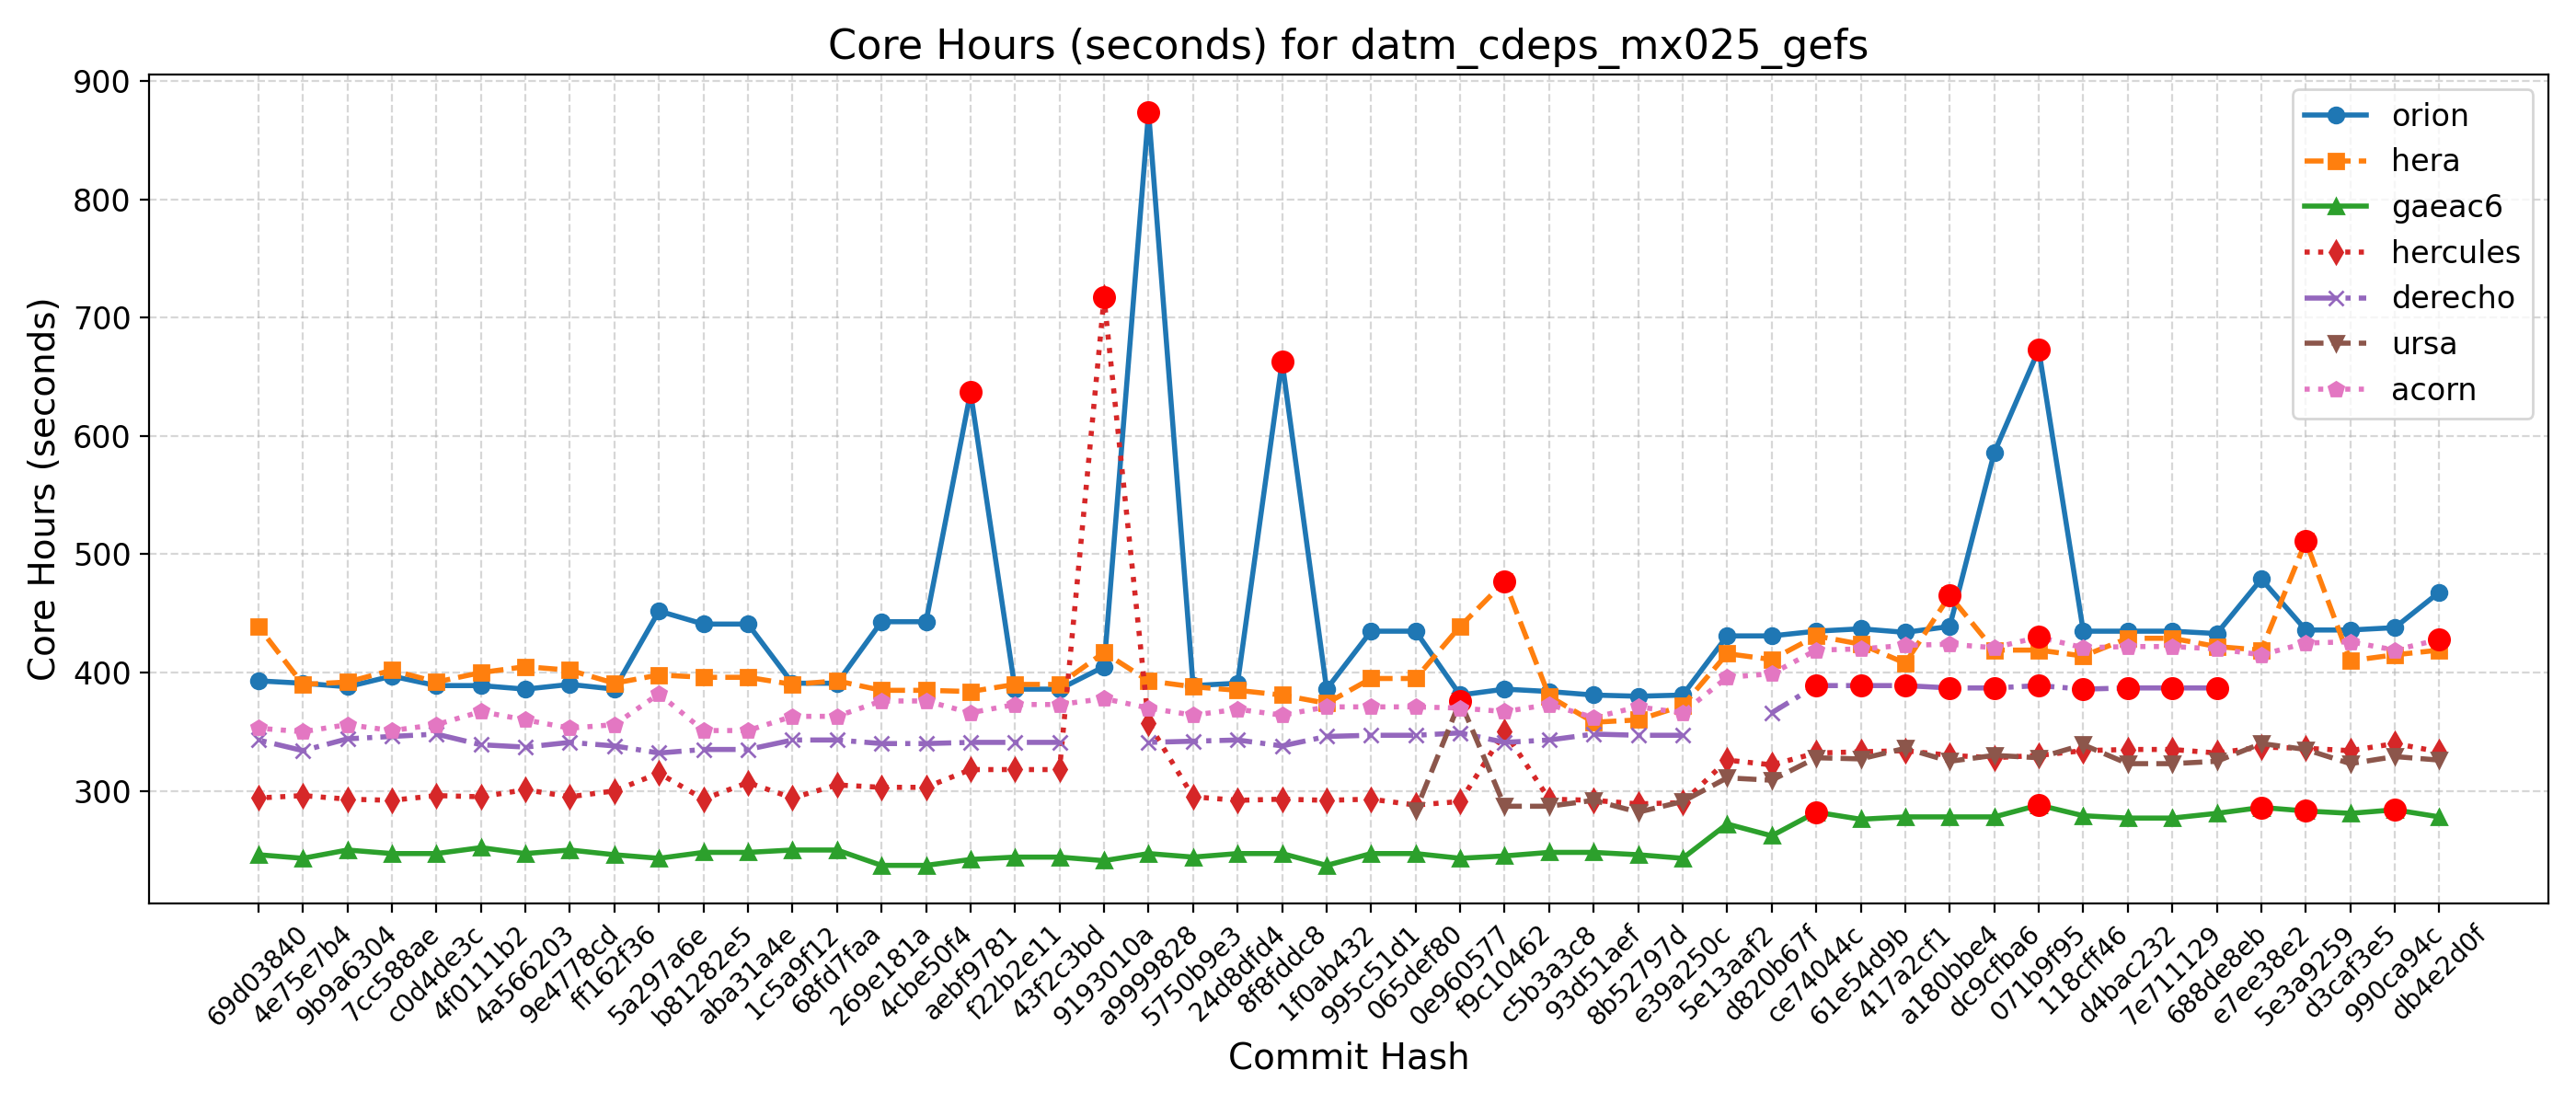 Core Hours (seconds) for datm_cdeps_mx025_gefs
Core Hours (seconds)
900
800
700
600
500
400
300
orion
hera
gaeac6
hercules
derecho
ursa
acorn
69d03840
4e75e7b4
9b9a6304
7cc588ae
c0d4de3c
4f0111b2
4a566203
9e4778cd
ff162f36
5a297a6e
b81282e5
aba31a4e
1c5a9f12
68fd7faa
269e181a
4cbe50f4
aebf9781
f22b2e11
43f2c3bd
9193010a
a9999828
5750b9e3
24d8dfd4
8f8fddc8
1f0ab432
995c51d1
065def80
0e960577
f9c10462
c5b3a3c8
93d51aef
8b52797d
e39a250c
5e13aaf2
d820b67f
ce74044c
61e54d9b
417a2cf1
a180bbe4
dc9cfba6
071b9f95
118cff46
d4bac232
7e711129
688de8eb
e7ee38e2
5e3a9259
d3caf3e5
990ca94c
db4e2d0f
Commit Hash